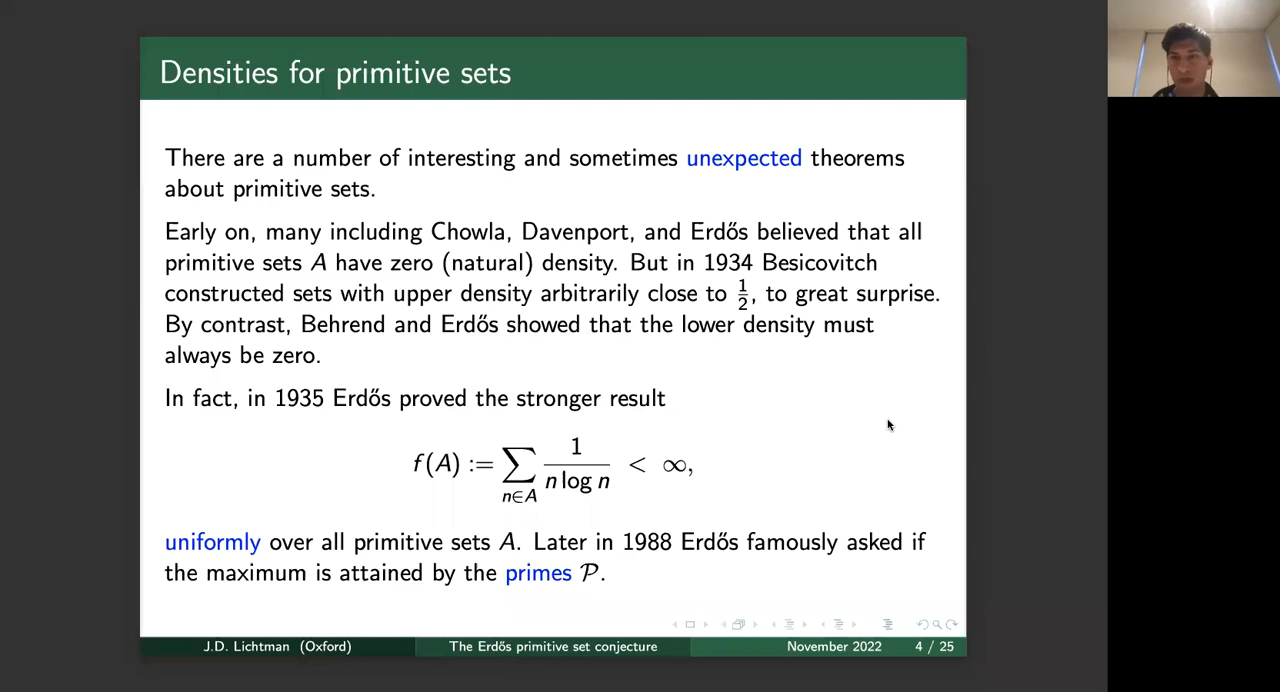 Densities for primitive sets
There are a number of interesting and sometimes unexpected theorems
about primitive sets.
Early on, many including Chowla, Davenport, and Erdős believed that all
primitive sets A have zero (natural) density. But in 1934 Besicovitch
constructed sets with upper density arbitrarily close to 1/2, to great surprise.
By contrast, Behrend and Erdős showed that the lower density must
always be zero.
In fact, in 1935 Erdős proved the stronger result
f(A) := ∑_{n∈A} 1/(n log n) < ∞,
uniformly over all primitive sets A. Later in 1988 Erdős famously asked if
the maximum is attained by the primes 𝒫.
J.D. Lichtman (Oxford) The Erdős primitive set conjecture November 2022 4 / 25